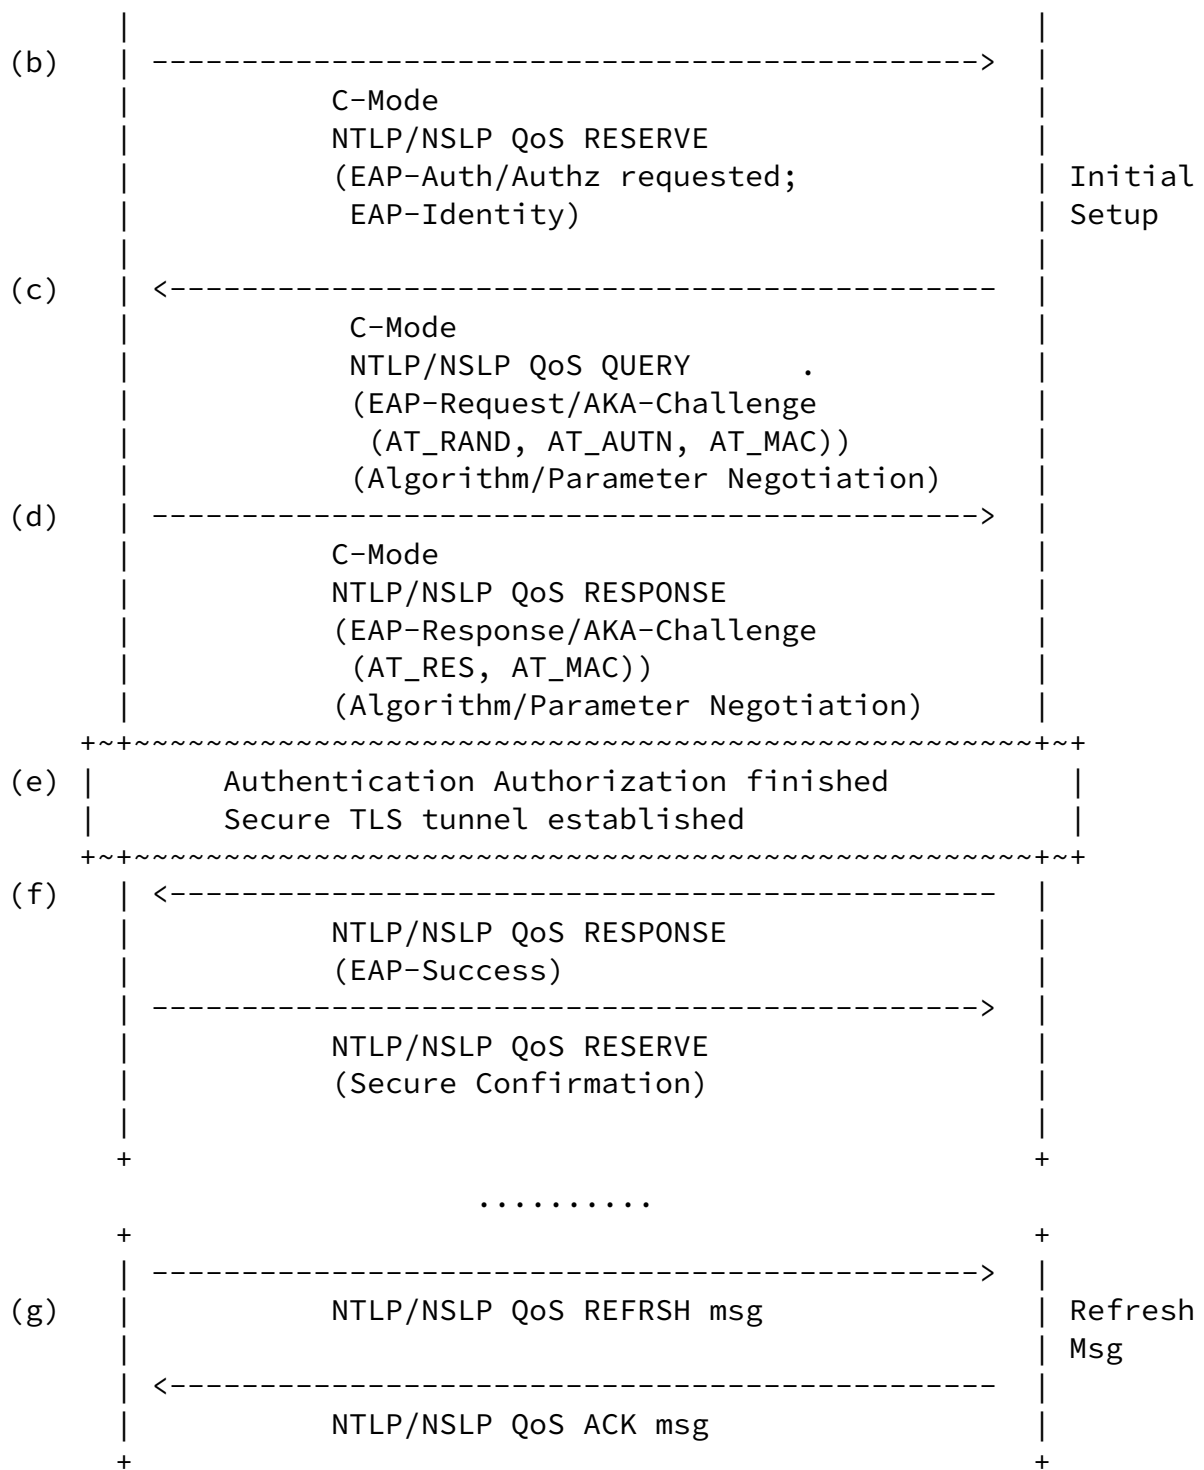 (b)
C-Mode
NTLP/NSLP QoS RESERVE
(EAP-Auth/Authz requested; Initial
EAP-Identity) Setup
(c)
C-Mode
NTLP/NSLP QoS QUERY .
(EAP-Request/AKA-Challenge
(AT_RAND, AT_AUTN, AT_MAC))
(Algorithm/Parameter Negotiation)
(d)
C-Mode
NTLP/NSLP QoS RESPONSE
(EAP-Response/AKA-Challenge
(AT_RES, AT_MAC))
(Algorithm/Parameter Negotiation)
(e) Authentication Authorization finished
Secure TLS tunnel established
(f)
NTLP/NSLP QoS RESPONSE
(EAP-Success)
NTLP/NSLP QoS RESERVE
(Secure Confirmation)
..........
(g) NTLP/NSLP QoS REFRSH msg Refresh
Msg
NTLP/NSLP QoS ACK msg